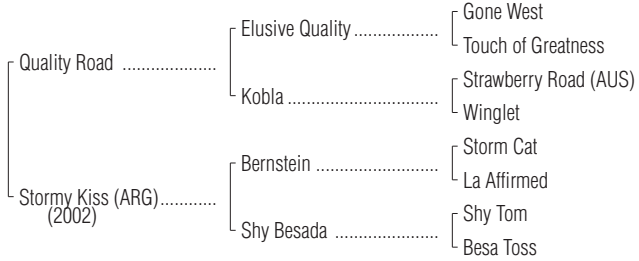 Gone West
Elusive Quality ...................
Touch of Greatness
Quality Road .....................
Strawberry Road (AUS)
Kobla ..................................
Winglet
Storm Cat
Bernstein ............................
La Affirmed
Stormy Kiss (ARG).............
(2002)
Shy Tom
Shy Besada .......................
Besa Toss